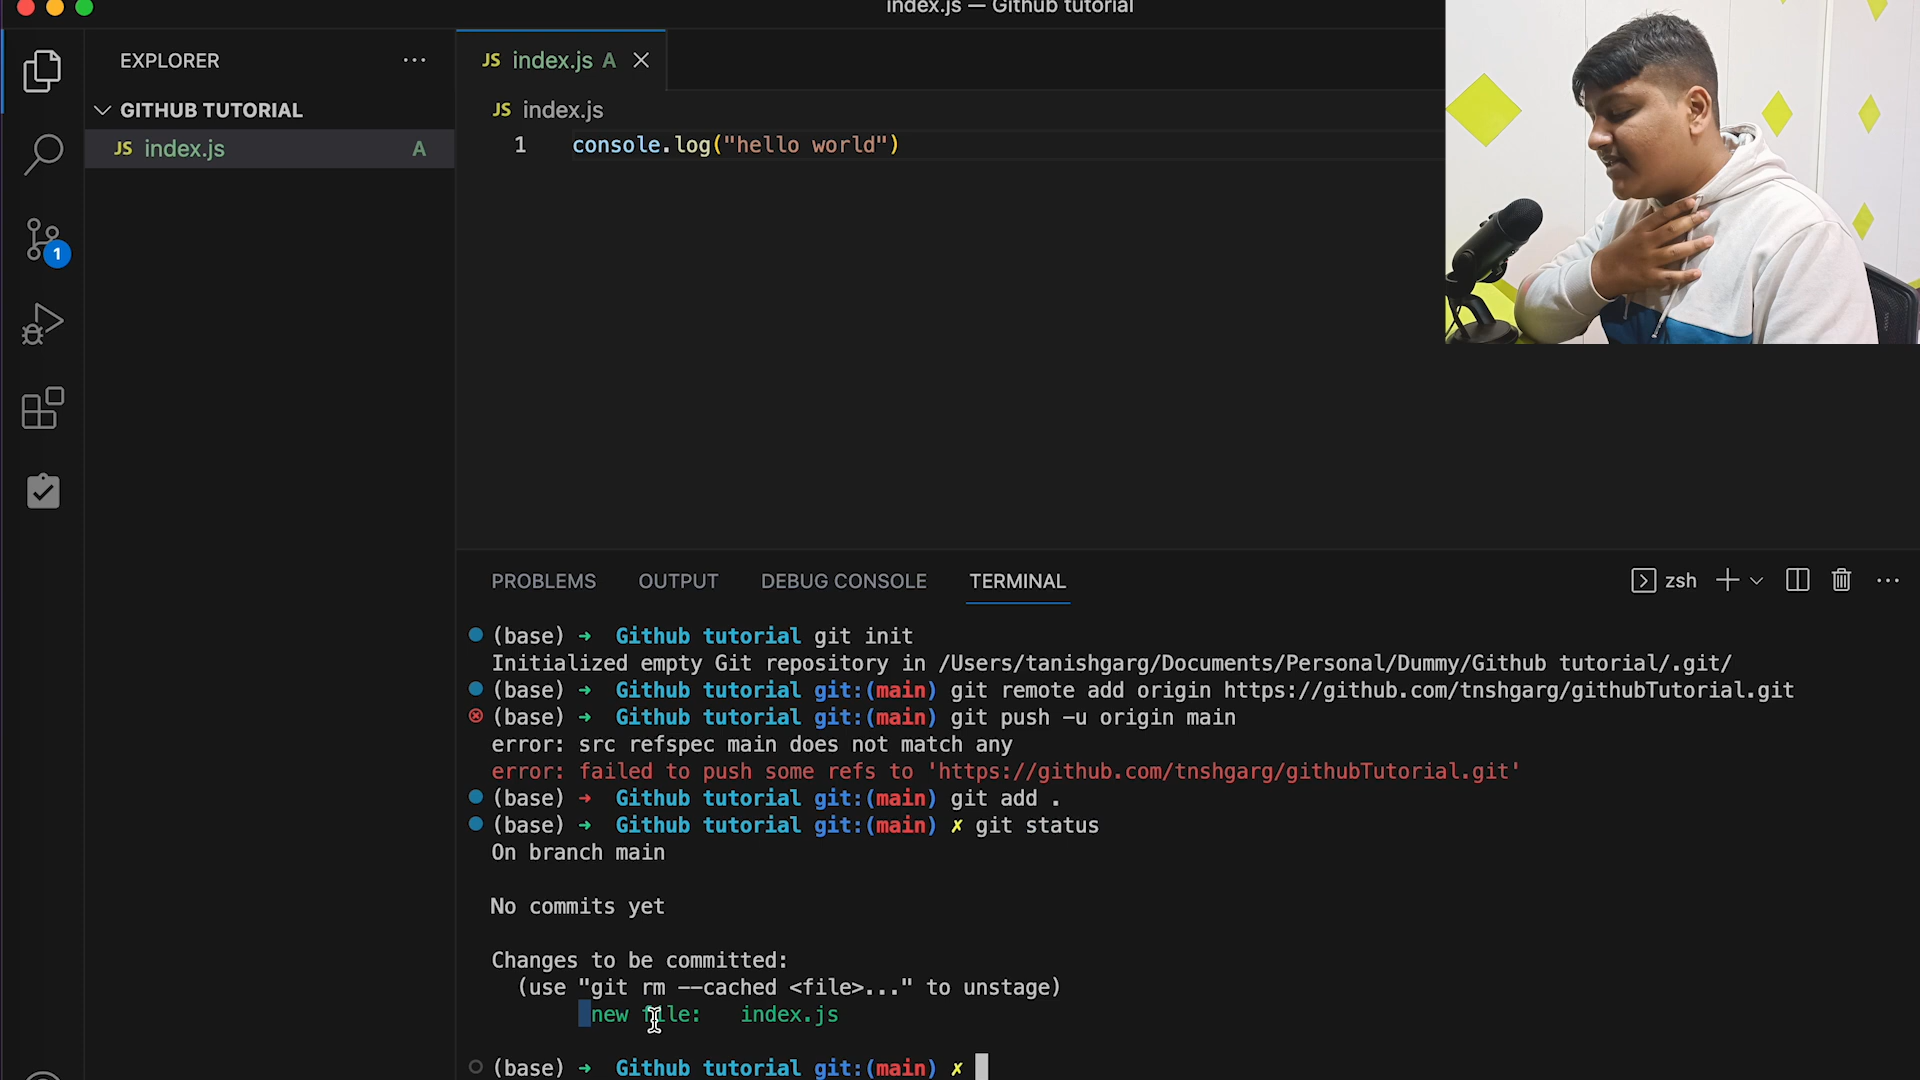 index.js — Github tutorial
EXPLORER
GITHUB TUTORIAL
JS index.js A
1
JS index.js A
JS index.js
1 console.log("hello world")
PROBLEMS OUTPUT DEBUG CONSOLE TERMINAL
zsh
(base) → Github tutorial git init
Initialized empty Git repository in /Users/tanishgarg/Documents/Personal/Dummy/Github tutorial/.git/
(base) → Github tutorial git:(main) git remote add origin https://github.com/tnshgarg/githubTutorial.git
(base) → Github tutorial git:(main) git push -u origin main
error: src refspec main does not match any
error: failed to push some refs to 'https://github.com/tnshgarg/githubTutorial.git'
(base) → Github tutorial git:(main) git add .
(base) → Github tutorial git:(main) ✗ git status
On branch main
No commits yet
Changes to be committed:
(use "git rm --cached <file>..." to unstage)
new file: index.js
(base) → Github tutorial git:(main) ✗